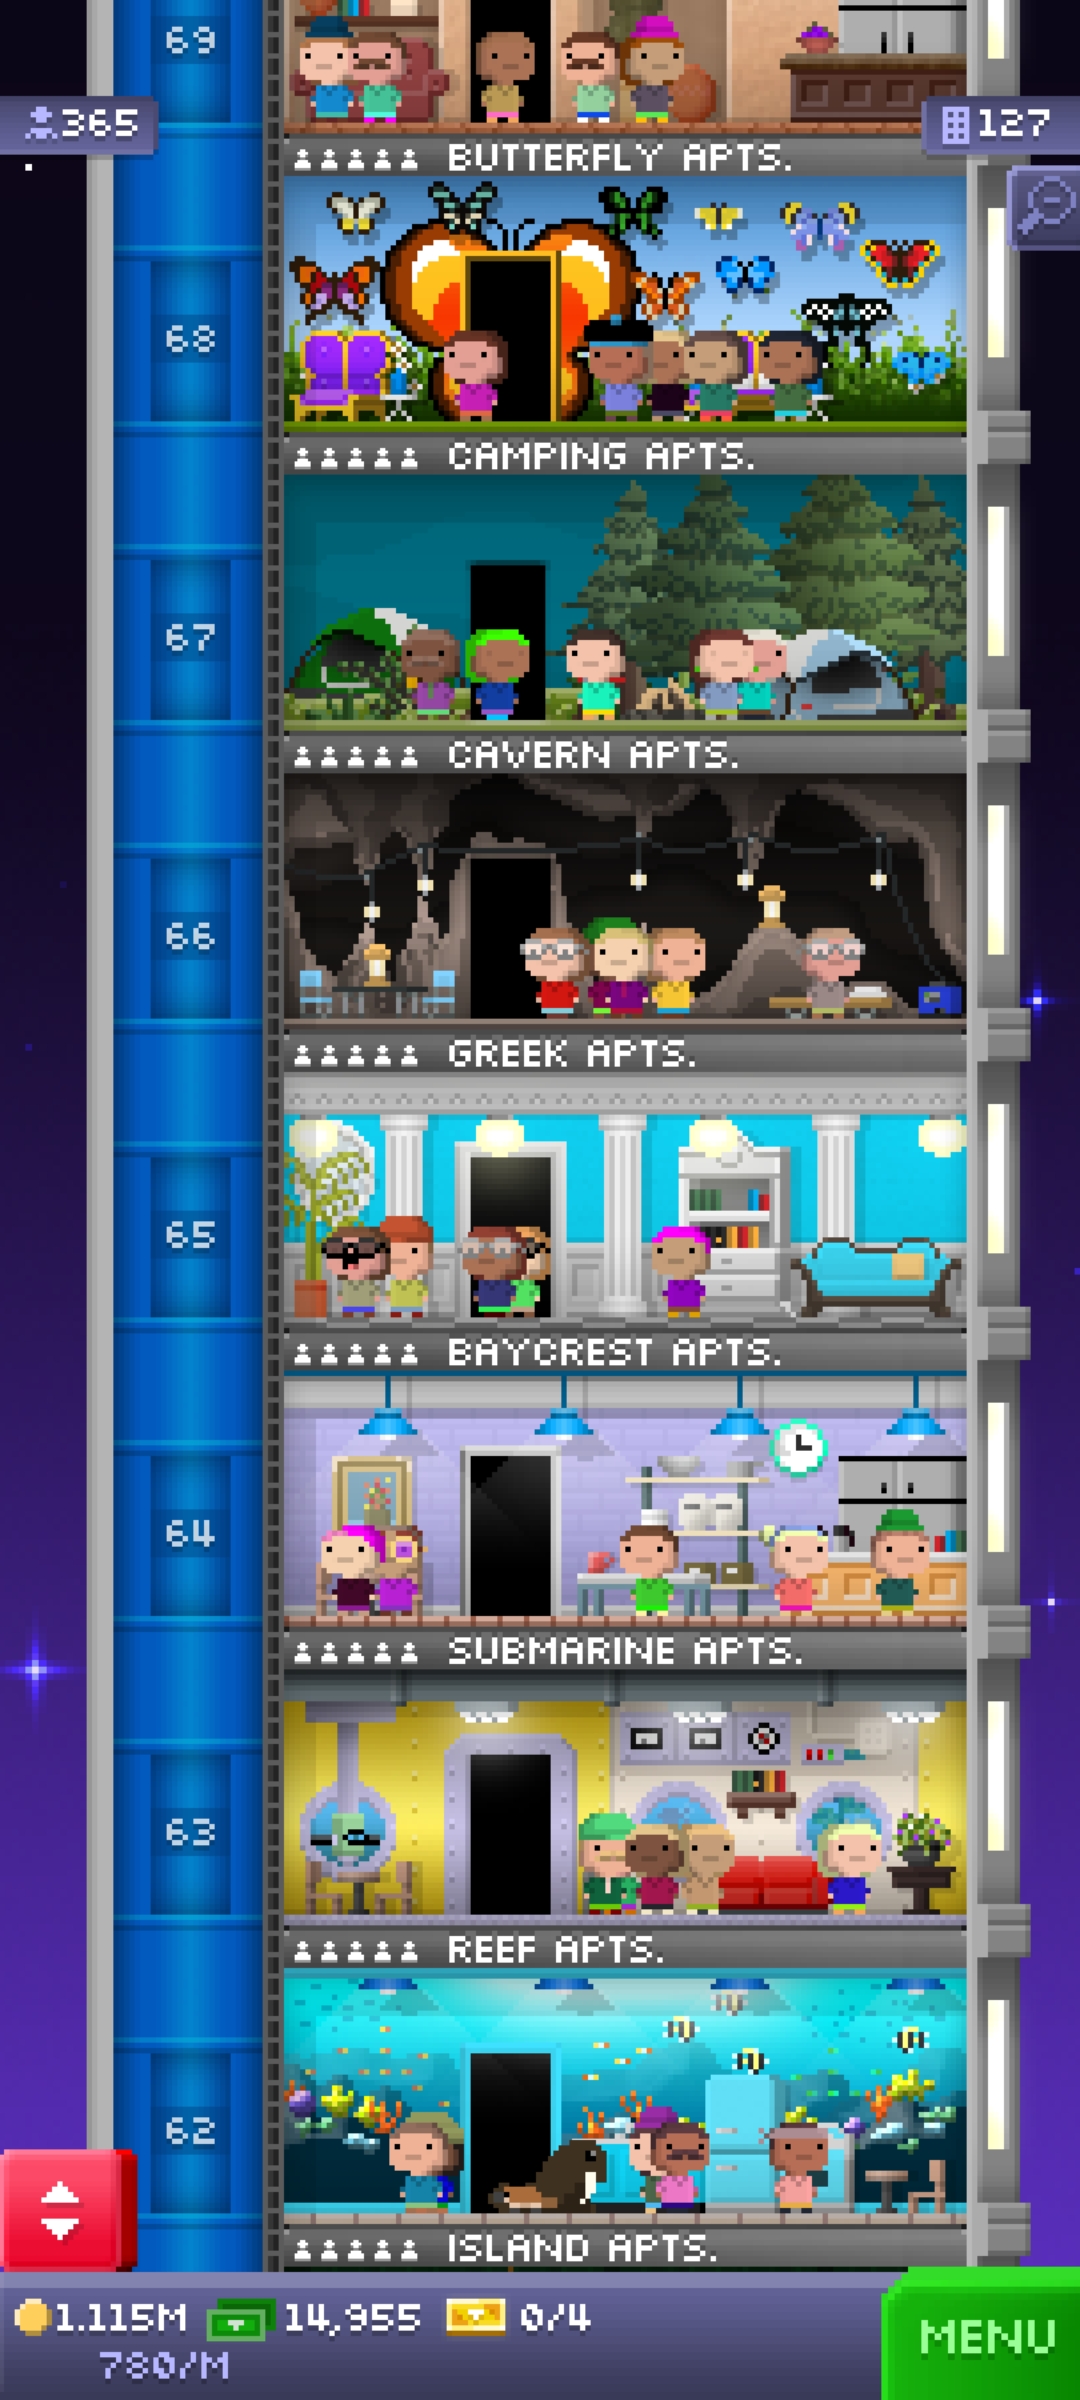 69
365
127
BUTTERFLY APTS.
68
CAMPING APTS.
67
CAVERN APTS.
66
GREEK APTS.
65
BAYCREST APTS.
64
SUBMARINE APTS.
63
REEF APTS.
62
ISLAND APTS.
1.115M 14,955 0/4
780/M
MENU